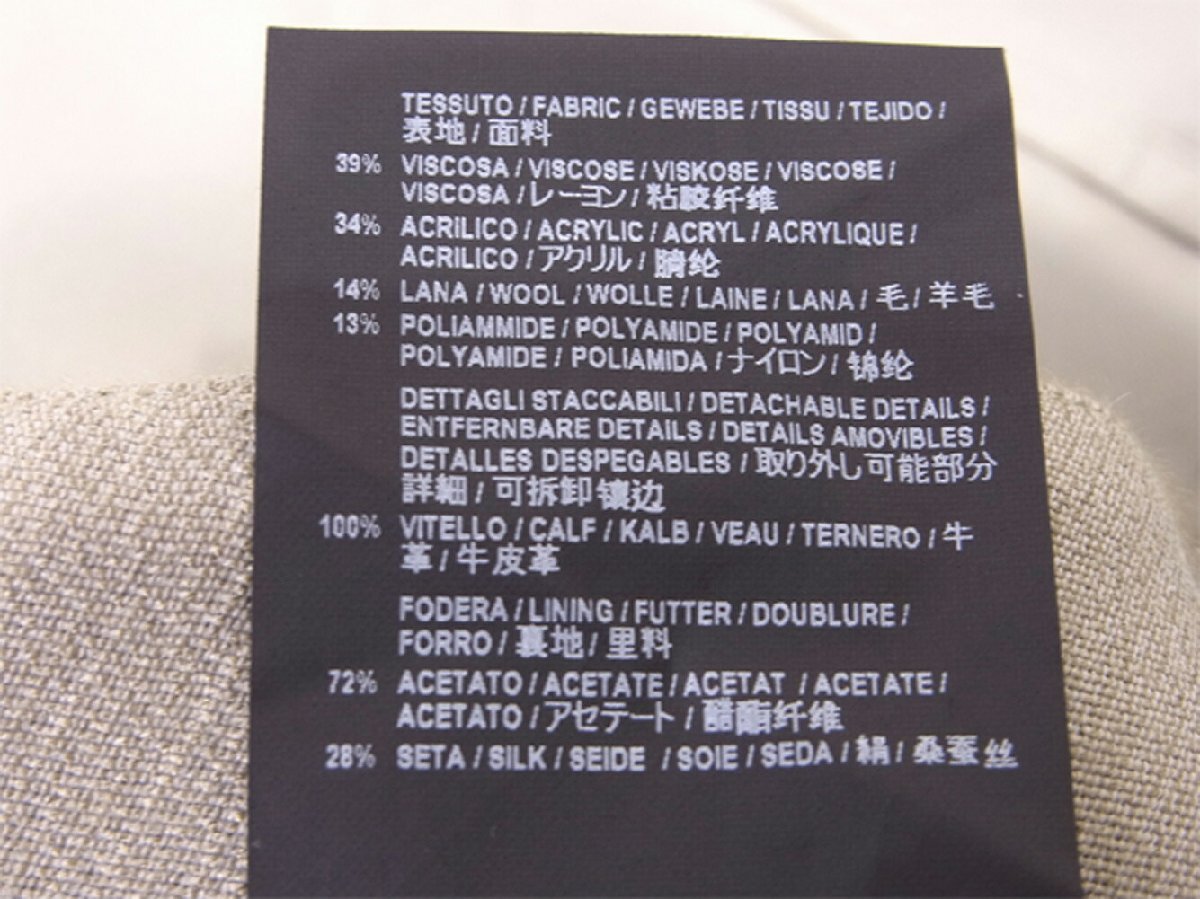 TESSUTO / FABRIC / GEWEBE / TISSU / TEJIDO /
表地 / 面料
39% VISCOSA / VISCOSE / VISKOSE / VISCOSE /
VISCOSA / レーヨン / 粘胶纤维
34% ACRILICO / ACRYLIC / ACRYL / ACRYLIQUE /
ACRILICO / アクリル / 腈纶
14% LANA / WOOL / WOLLE / LAINE / LANA / 毛 / 羊毛
13% POLIAMMIDE / POLYAMIDE / POLYAMID /
POLYAMIDE / POLIAMIDA / ナイロン / 锦纶
DETTAGLI STACCABILI / DETACHABLE DETAILS /
ENTFERNBARE DETAILS / DETAILS AMOVIBLES /
DETALLES DESPEGABLES / 取り外し可能部分
詳細 / 可拆卸镶边
100% VITELLO / CALF / KALB / VEAU / TERNERO / 牛
革 / 牛皮革
FODERA / LINING / FUTTER / DOUBLURE /
FORRO / 裏地 / 里料
72% ACETATO / ACETATE / ACETAT / ACETATE /
ACETATO / アセテート / 醋酯纤维
28% SETA / SILK / SEIDE / SOIE / SEDA / 絹 / 桑蚕丝